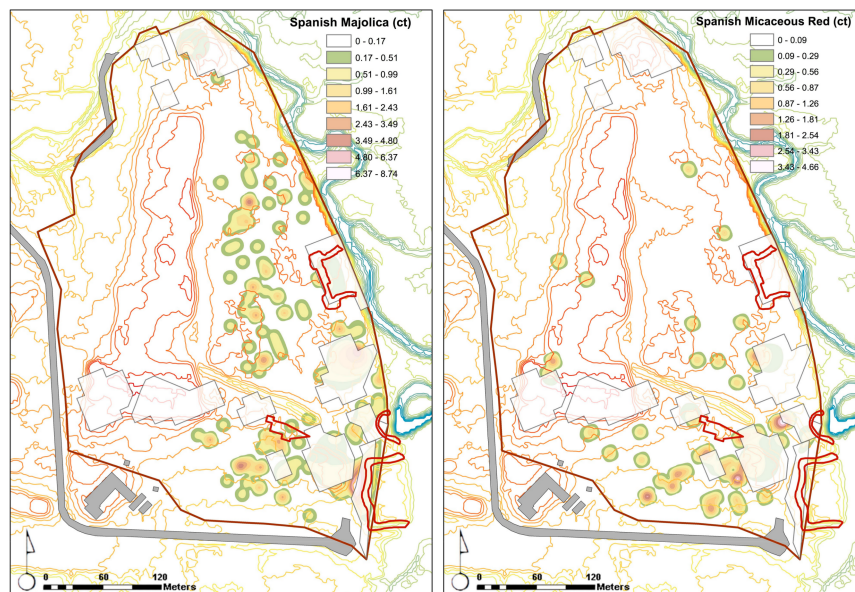 Spanish Majolica (ct)
0 - 0.17
0.17 - 0.51
0.51 - 0.99
0.99 - 1.61
1.61 - 2.43
2.43 - 3.49
3.49 - 4.80
4.80 - 6.37
6.37 - 8.74
0 60 120
Meters
Spanish Micaceous Red (ct)
0 - 0.09
0.09 - 0.29
0.29 - 0.56
0.56 - 0.87
0.87 - 1.26
1.26 - 1.81
1.81 - 2.54
2.54 - 3.43
3.43 - 4.66
0 60 120
Meters